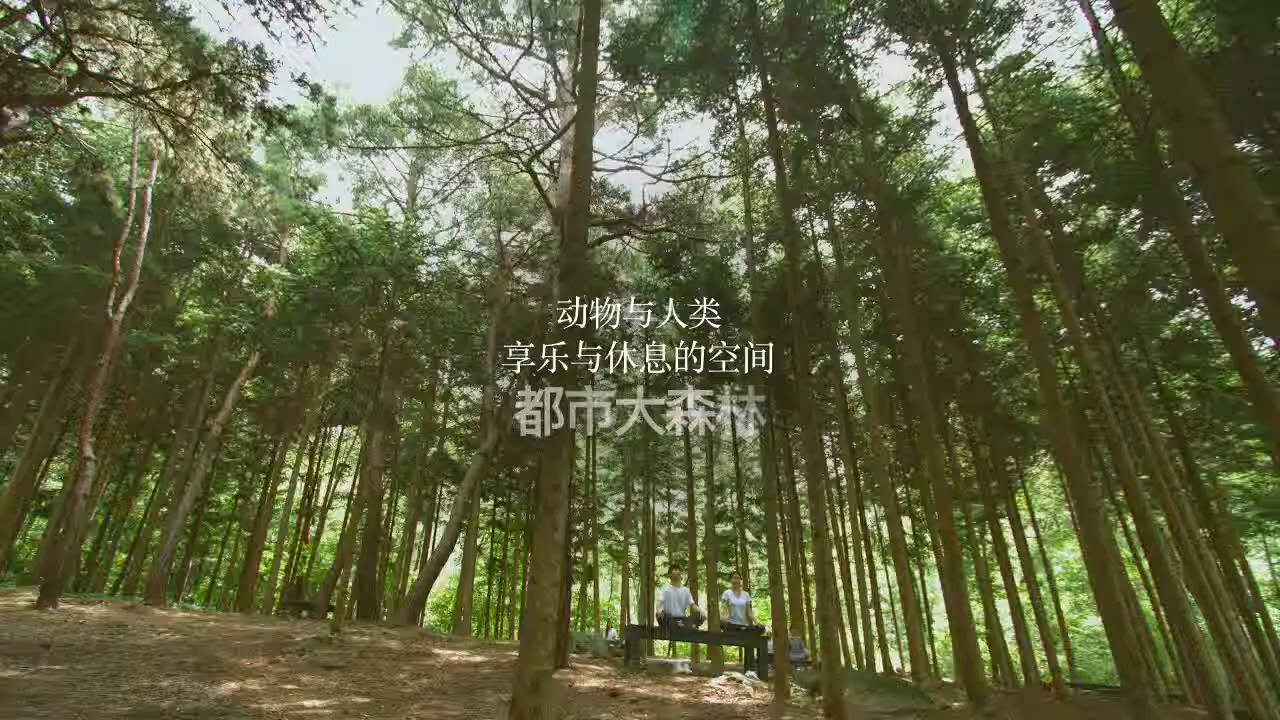 动物与人类
享乐与休息的空间
都市大森林